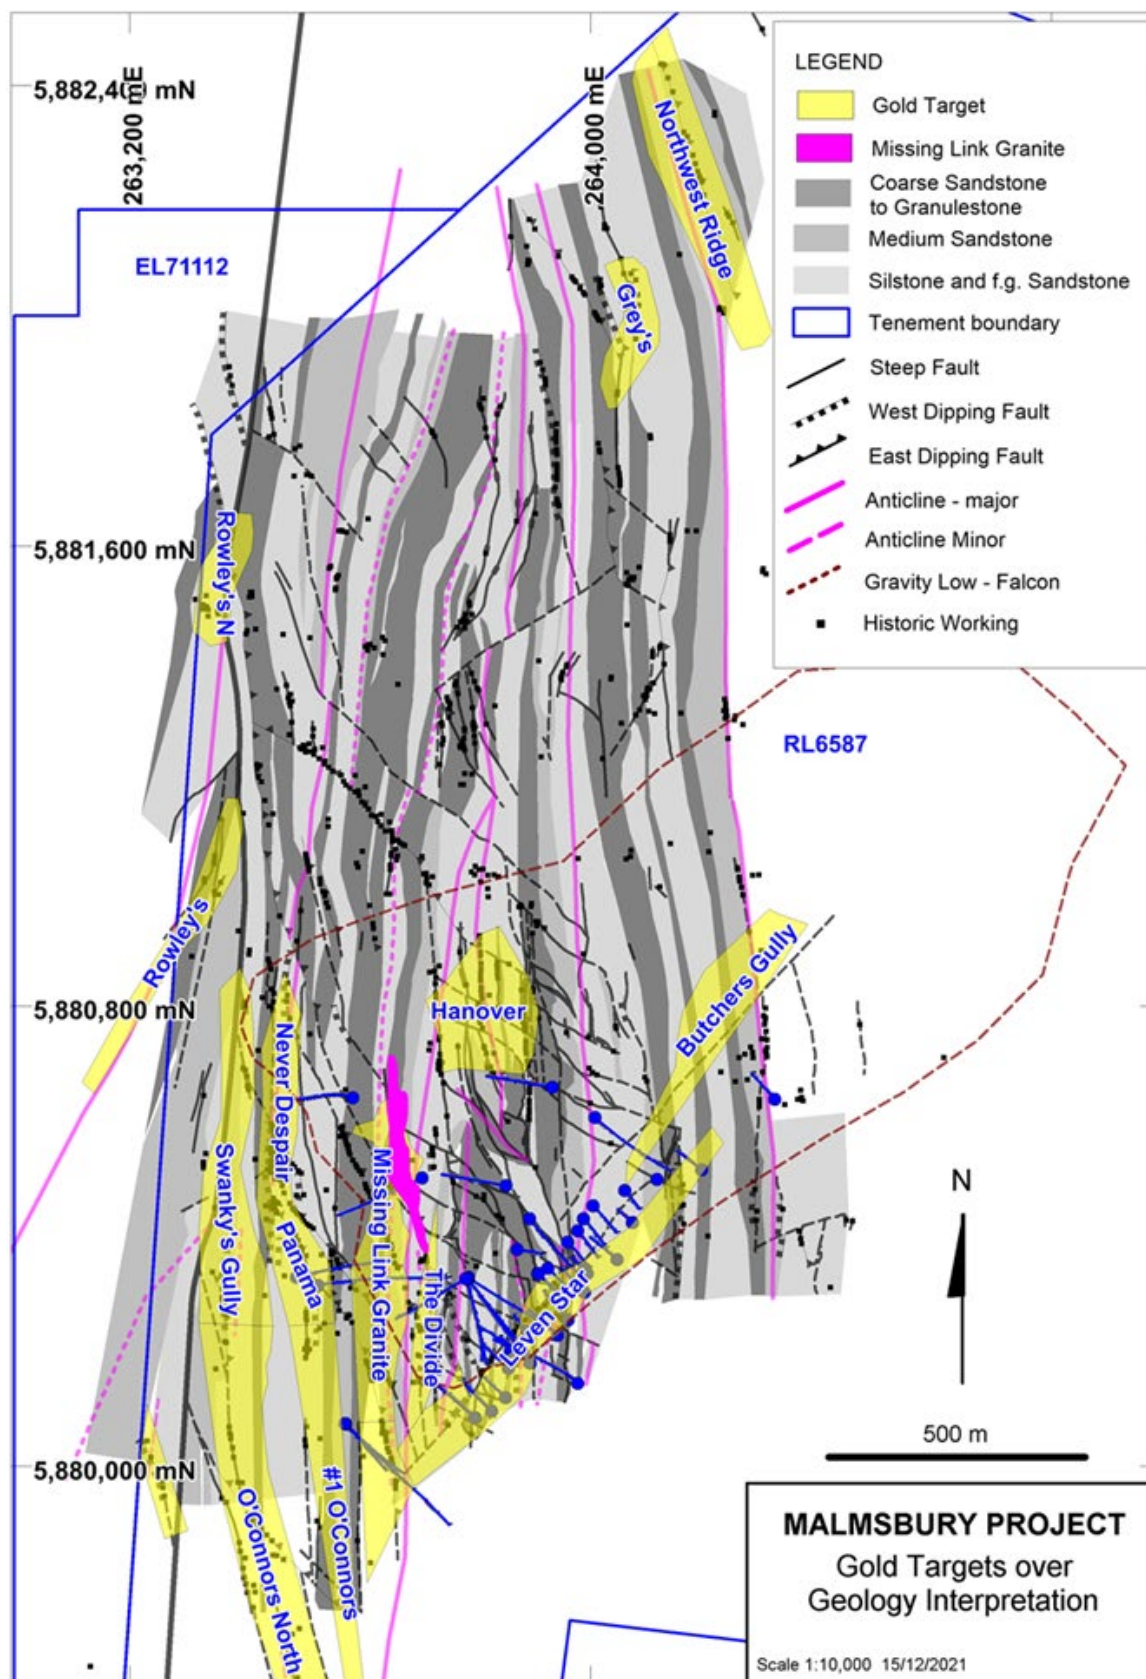 5,882,400 mN
263,200 mE
264,000 mE
LEGEND
Gold Target
Missing Link Granite
Coarse Sandstone
to Granulestone
Medium Sandstone
Silstone and f.g. Sandstone
Tenement boundary
Steep Fault
West Dipping Fault
East Dipping Fault
Anticline - major
Anticline Minor
Gravity Low - Falcon
Historic Working
Northwest Ridge
EL71112
Grey's
5,881,600 mN
Rowley's N
RL6587
Rowley's
5,880,800 mN
Hanover
Butchers Gully
Never Despair
Swanky's Gully
Panama
Missing Link Granite
The Divide
Leven Star
N
500 m
5,880,000 mN
#1 O'Connors
O'Connors North
MALMSBURY PROJECT
Gold Targets over
Geology Interpretation
Scale 1:10,000 15/12/2021